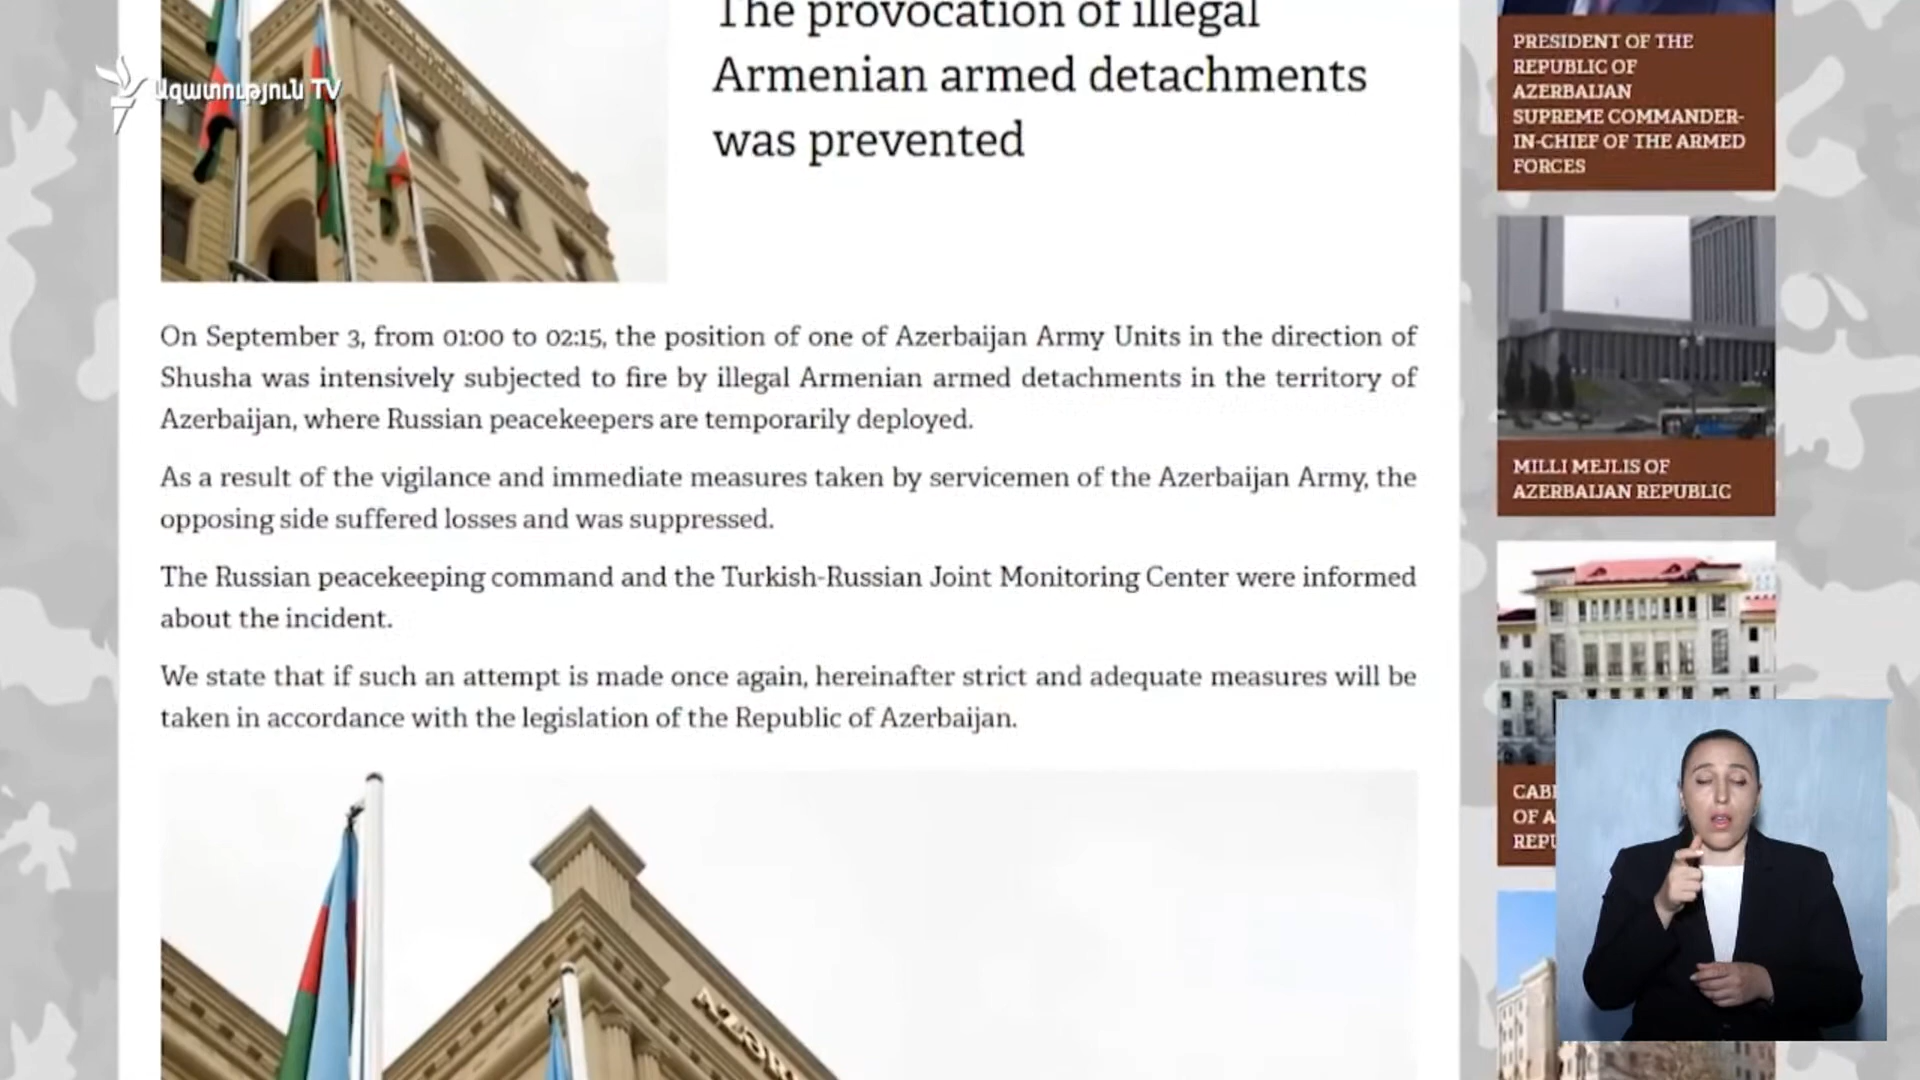 Ազատություն TV
The provocation of illegal
Armenian armed detachments
was prevented
On September 3, from 01:00 to 02:15, the position of one of Azerbaijan Army Units in the direction of
Shusha was intensively subjected to fire by illegal Armenian armed detachments in the territory of
Azerbaijan, where Russian peacekeepers are temporarily deployed.
As a result of the vigilance and immediate measures taken by servicemen of the Azerbaijan Army, the
opposing side suffered losses and was suppressed.
The Russian peacekeeping command and the Turkish-Russian Joint Monitoring Center were informed
about the incident.
We state that if such an attempt is made once again, hereinafter strict and adequate measures will be
taken in accordance with the legislation of the Republic of Azerbaijan.
PRESIDENT OF THE
REPUBLIC OF
AZERBAIJAN
SUPREME COMMANDER-
IN-CHIEF OF THE ARMED
FORCES
MILLI MEJLIS OF
AZERBAIJAN REPUBLIC
CABI
OF A
REPU